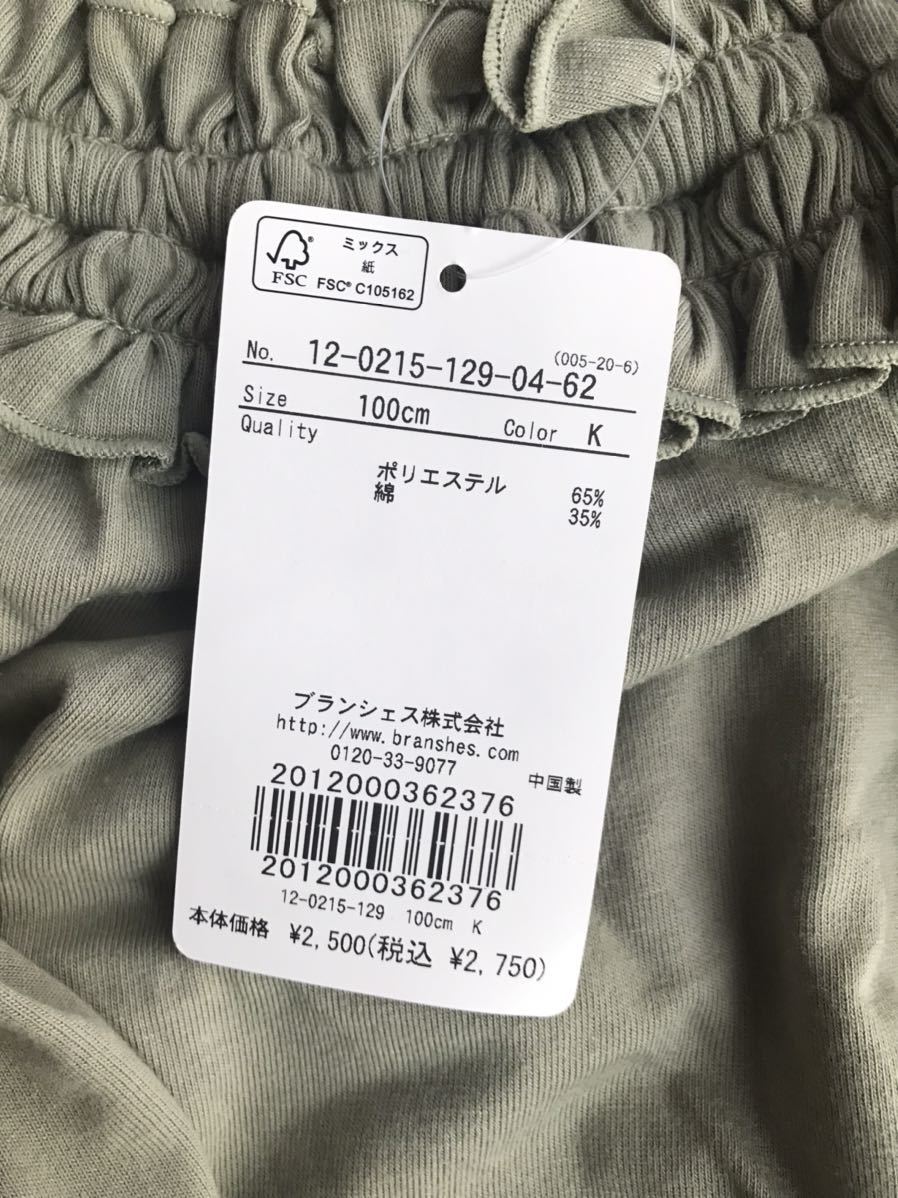 ミックス
紙
FSC® C105162
FSC
(005-20-6)
No. 12-0215-129-04-62
Size 100cm Color K
Quality
ポリエステル 65%
綿 35%
ブランシェス株式会社
http://www.branshes.com
0120-33-9077
中国製
2012000362376
2012000362376
12-0215-129 100cm K
本体価格 ¥2,500(税込 ¥2,750)